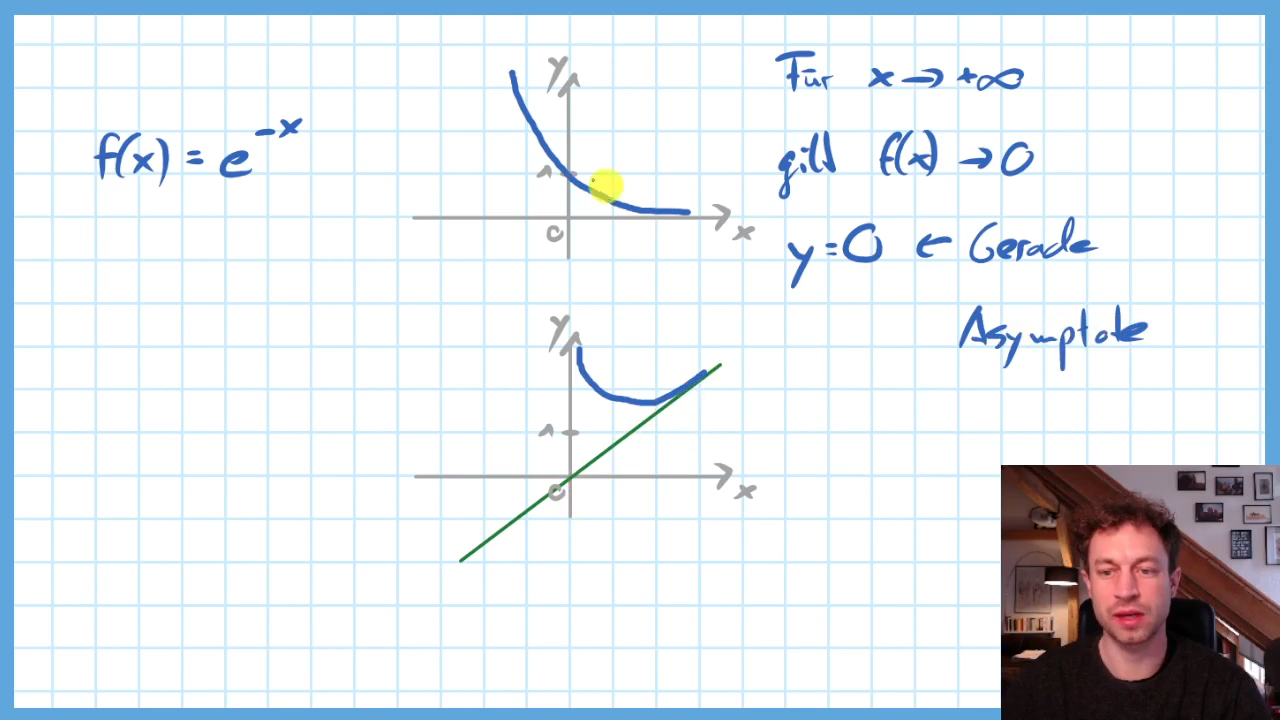 f(x) = e^-x
y
1
0
x
Für x → +∞
gilt f(x) → 0
y = 0 ← Gerade
Asymptote
y
1
0
x